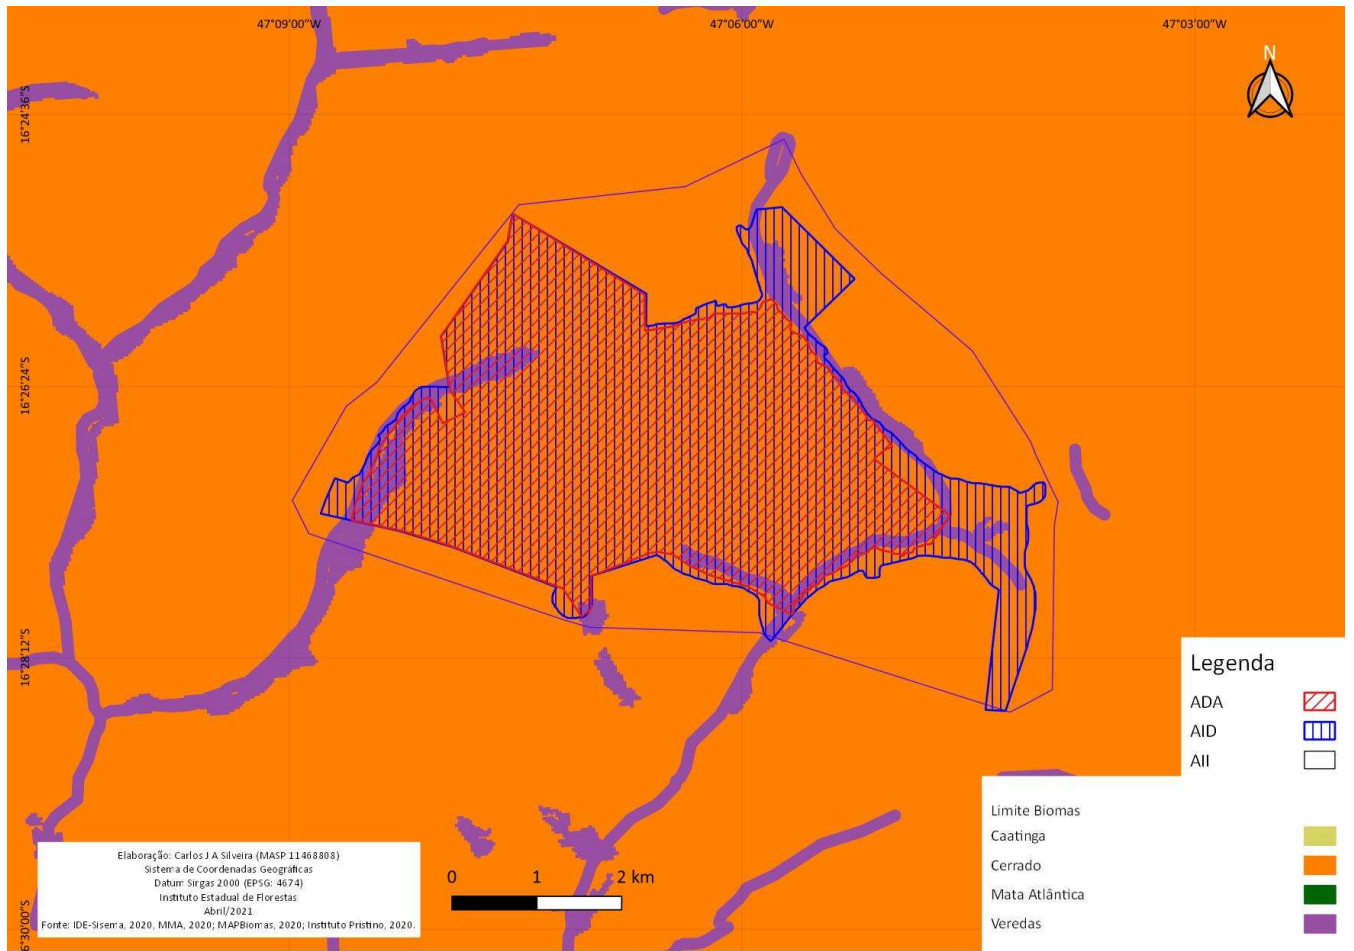 47°09'00"W
47°06'00"W
47°03'00"W
N
16°24'36"S
16°26'24"S
16°28'12"S
6°30'00"S
Legenda
ADA
AID
AII
Limite Biomas
Caatinga
Cerrado
Mata Atlântica
Veredas
Elaboração: Carlos J A Silveira (MASP 11468808)
Sistema de Coordenadas Geográficas
Datum Sirgas 2000 (EPSG: 4674)
Instituto Estadual de Florestas
Abril/2021
Fonte: IDE-Sisema, 2020, MMA, 2020; MAPBiomas, 2020; Instituto Prístino, 2020.
0 1 2 km